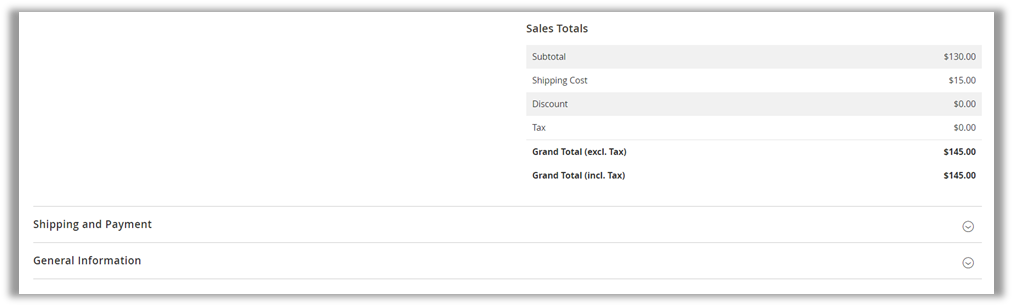 Sales Totals
Subtotal $130.00
Shipping Cost $15.00
Discount $0.00
Tax $0.00
Grand Total (excl. Tax) $145.00
Grand Total (incl. Tax) $145.00
Shipping and Payment
General Information